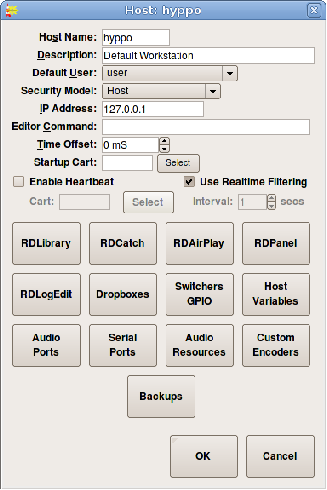 Host: hyppo
Host Name: hyppo
Description: Default Workstation
Default User: user
Security Model: Host
IP Address: 127.0.0.1
Editor Command:
Time Offset: 0 mS
Startup Cart: Select
Enable Heartbeat Use Realtime Filtering
Cart: Select Interval: 1 secs
RDLibrary RDCatch RDAirPlay RDPanel
RDLogEdit Dropboxes Switchers Host
GPIO Variables
Audio Serial Audio Custom
Ports Ports Resources Encoders
Backups
OK Cancel